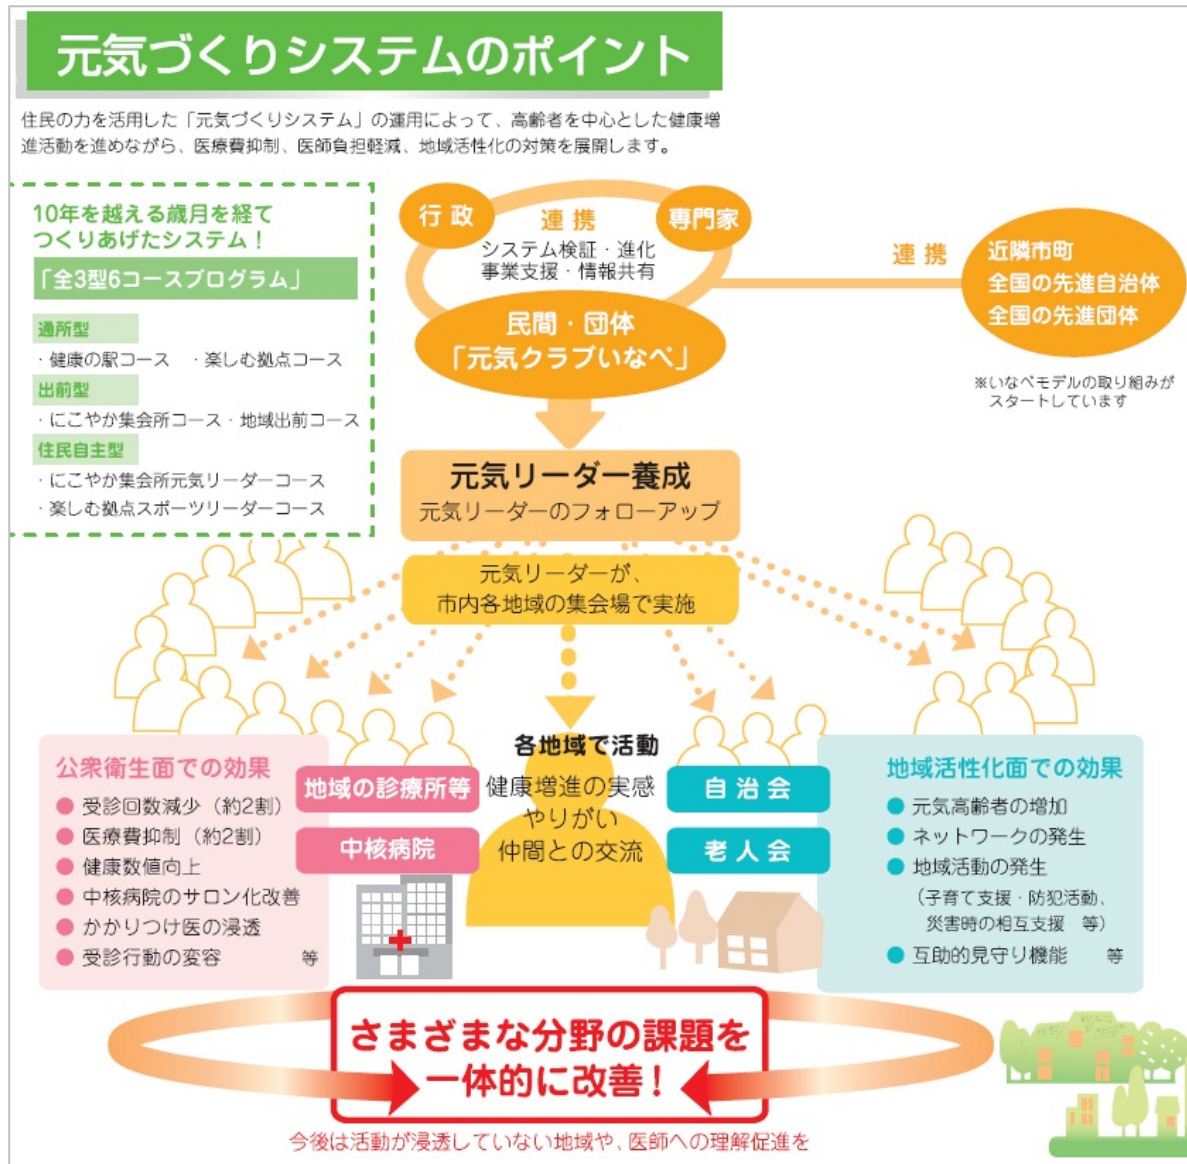 元気づくりシステムのポイント
住民の力を活用した「元気づくりシステム」の運用によって、高齢者を中心とした健康増
進活動を進めながら、医療費抑制、医師負担軽減、地域活性化の対策を展開します。
10年を越える歳月を経て
つくりあげたシステム！
「全3型6コースプログラム」
通所型
・健康の駅コース ・楽しむ拠点コース
出前型
・にこやか集会所コース・地域出前コース
住民自主型
・にこやか集会所元気リーダーコース
・楽しむ拠点スポーツリーダーコース
行政
連携
専門家
システム検証・進化
事業支援・情報共有
民間・団体
「元気クラブいなべ」
連携
近隣市町
全国の先進自治体
全国の先進団体
※いなべモデルの取り組みが
スタートしています
元気リーダー養成
元気リーダーのフォローアップ
元気リーダーが、
市内各地域の集会場で実施
各地域で活動
健康増進の実感
やりがい
仲間との交流
公衆衛生面での効果
● 受診回数減少（約2割）
● 医療費抑制（約2割）
● 健康数値向上
● 中核病院のサロン化改善
● かかりつけ医の浸透
● 受診行動の変容 等
地域の診療所等
中核病院
自治会
老人会
地域活性化面での効果
● 元気高齢者の増加
● ネットワークの発生
● 地域活動の発生
（子育て支援・防犯活動、
災害時の相互支援 等）
● 互助的見守り機能 等
さまざまな分野の課題を
一体的に改善！
今後は活動が浸透していない地域や、医師への理解促進を